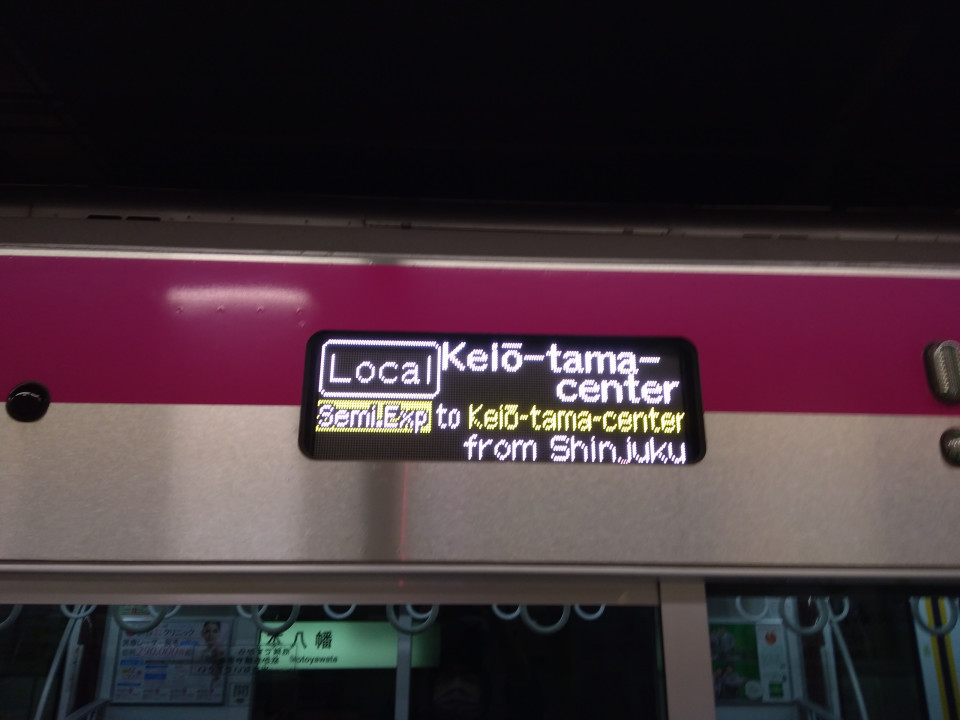 Local Keiō-tama-
center
Semi.Exp to Keiō-tama-center
from Shinjuku
本八幡
Motoyawata